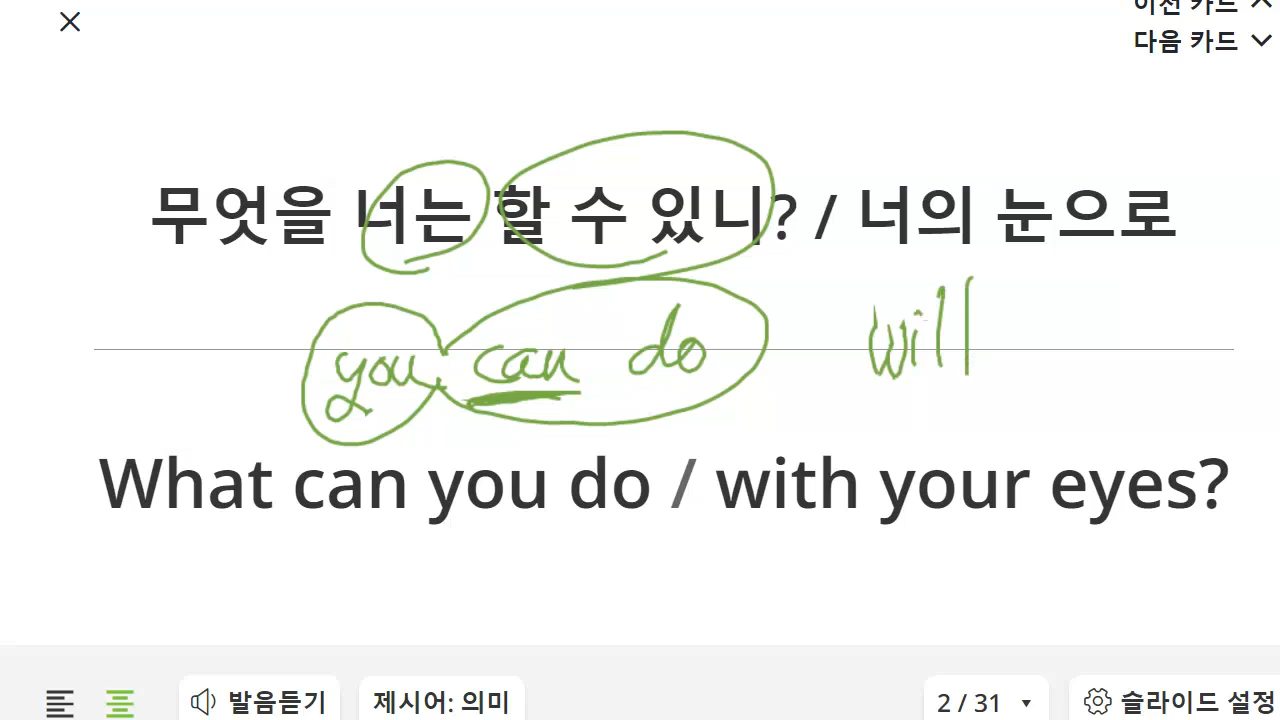 이전 카드
다음 카드
무엇을 너는 할 수 있니? / 너의 눈으로
you can do will
What can you do / with your eyes?
발음듣기 제시어: 의미 2 / 31 슬라이드 설정